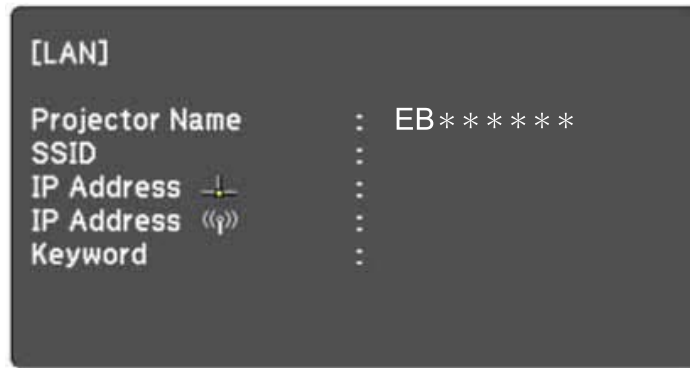 [LAN]
Projector Name : EB＊＊＊＊＊＊
SSID :
IP Address :
IP Address :
Keyword :